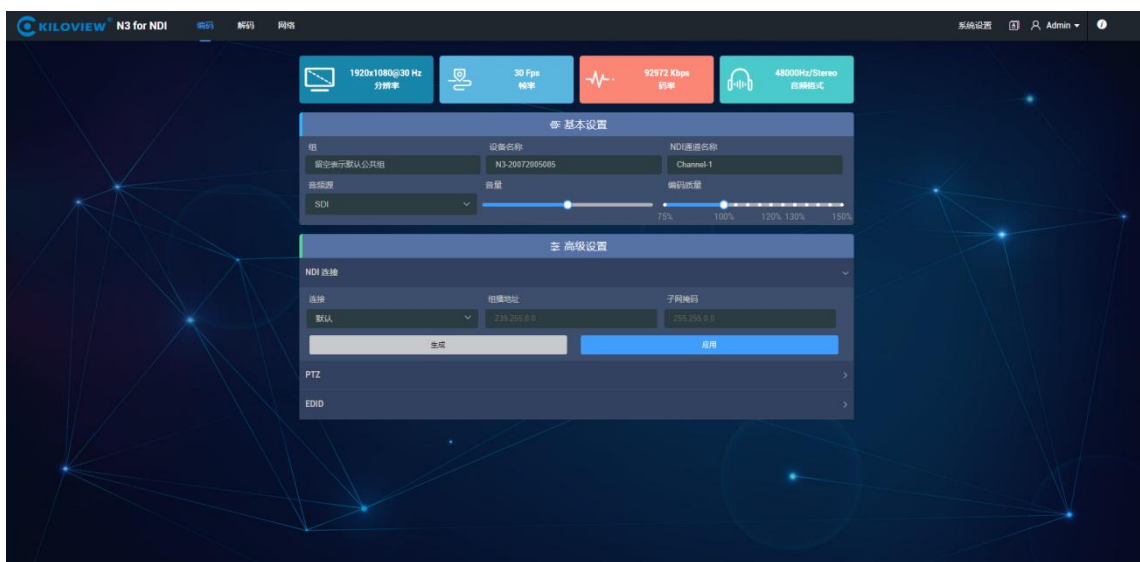 KILOVIEW® N3 for NDI 编码 解码 网络 系统设置 Admin
1920x1080@30 Hz
分辨率
30 Fps
帧率
92972 Kbps
码率
48000Hz/Stereo
音频格式
基本设置
组 设备名称 NDI通道名称
留空表示默认公共组 N3-20072005085 Channel-1
音频源 音量 编码质量
SDI
75% 100% 120% 130% 150%
高级设置
NDI 连接
连接 组播地址 子网掩码
默认 239.255.0.0 255.255.0.0
生成 应用
PTZ
EDID